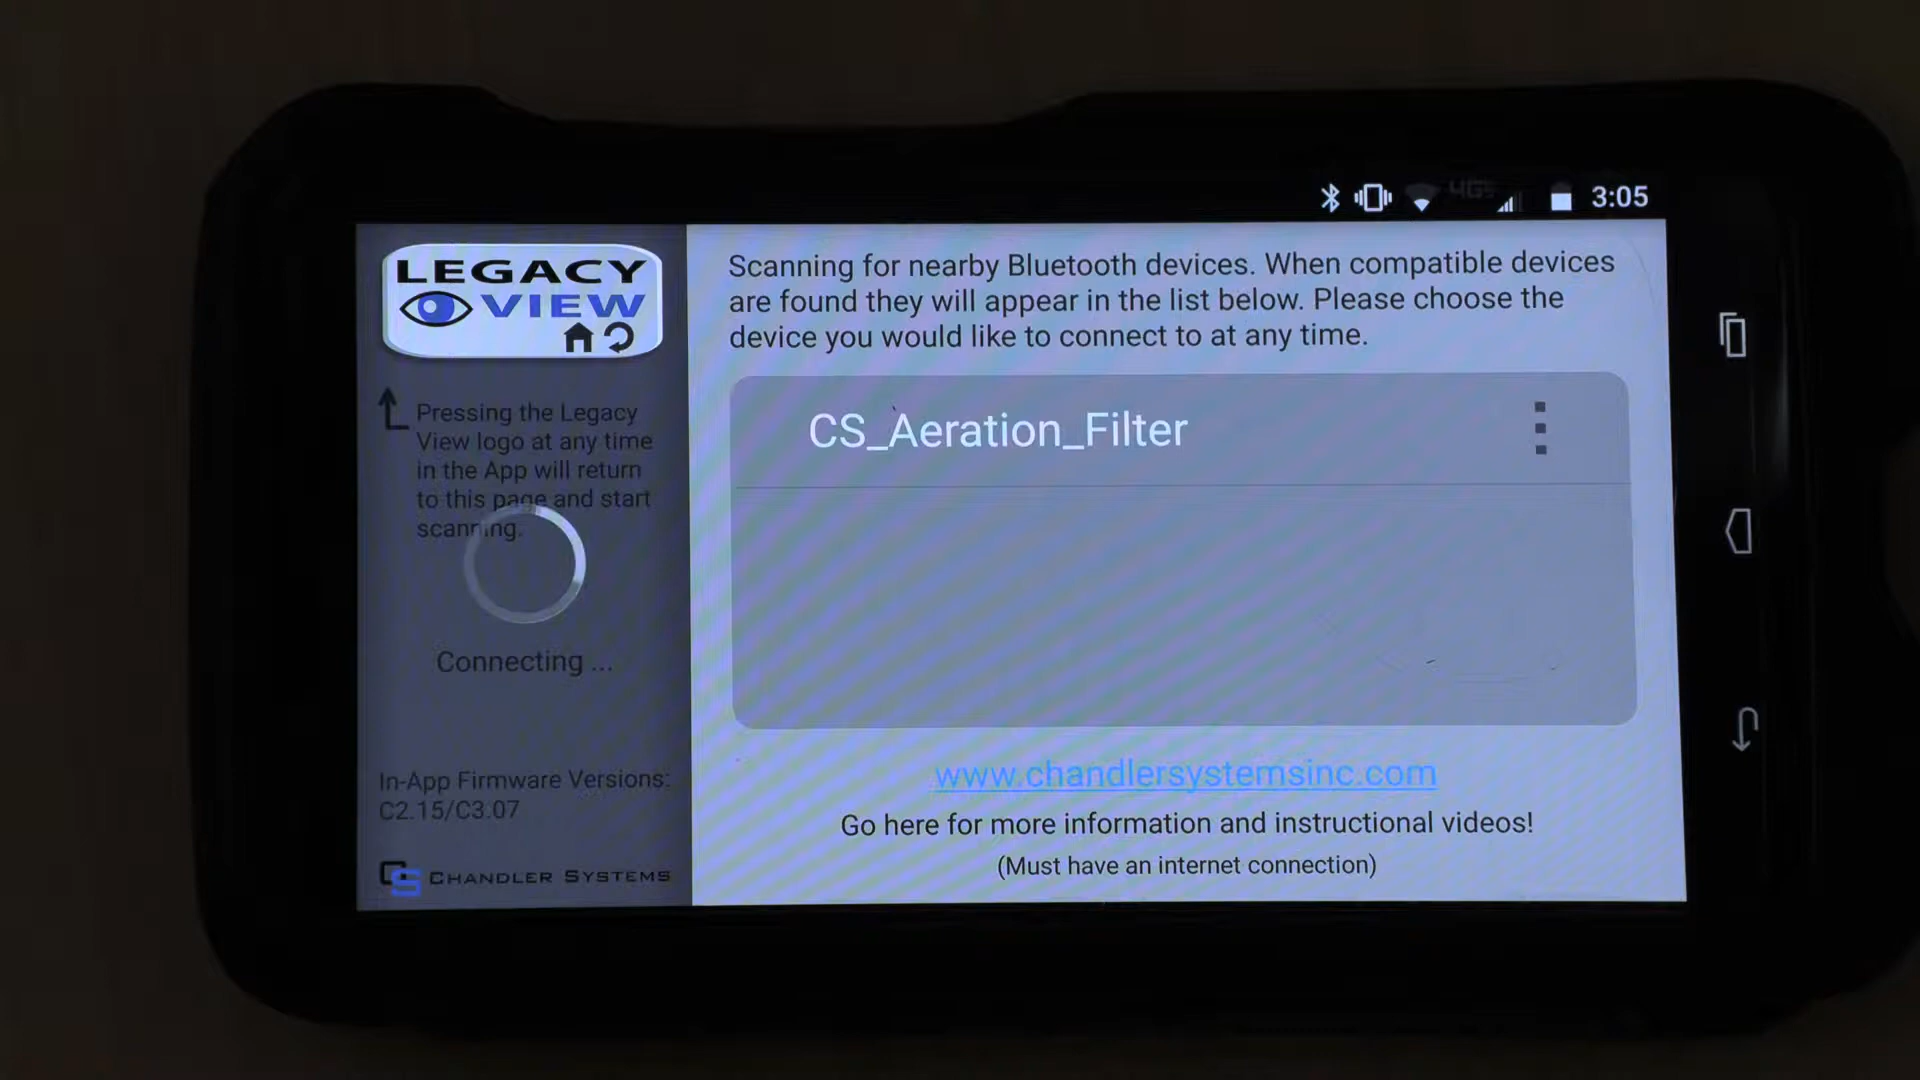 4G
3:05
LEGACY
VIEW
Pressing the Legacy
View logo at any time
in the App will return
to this page and start
scanning.
Connecting ...
In-App Firmware Versions:
C2.15/C3.07
CS CHANDLER SYSTEMS
Scanning for nearby Bluetooth devices. When compatible devices
are found they will appear in the list below. Please choose the
device you would like to connect to at any time.
CS_Aeration_Filter
www.chandlersystemsinc.com
Go here for more information and instructional videos!
(Must have an internet connection)